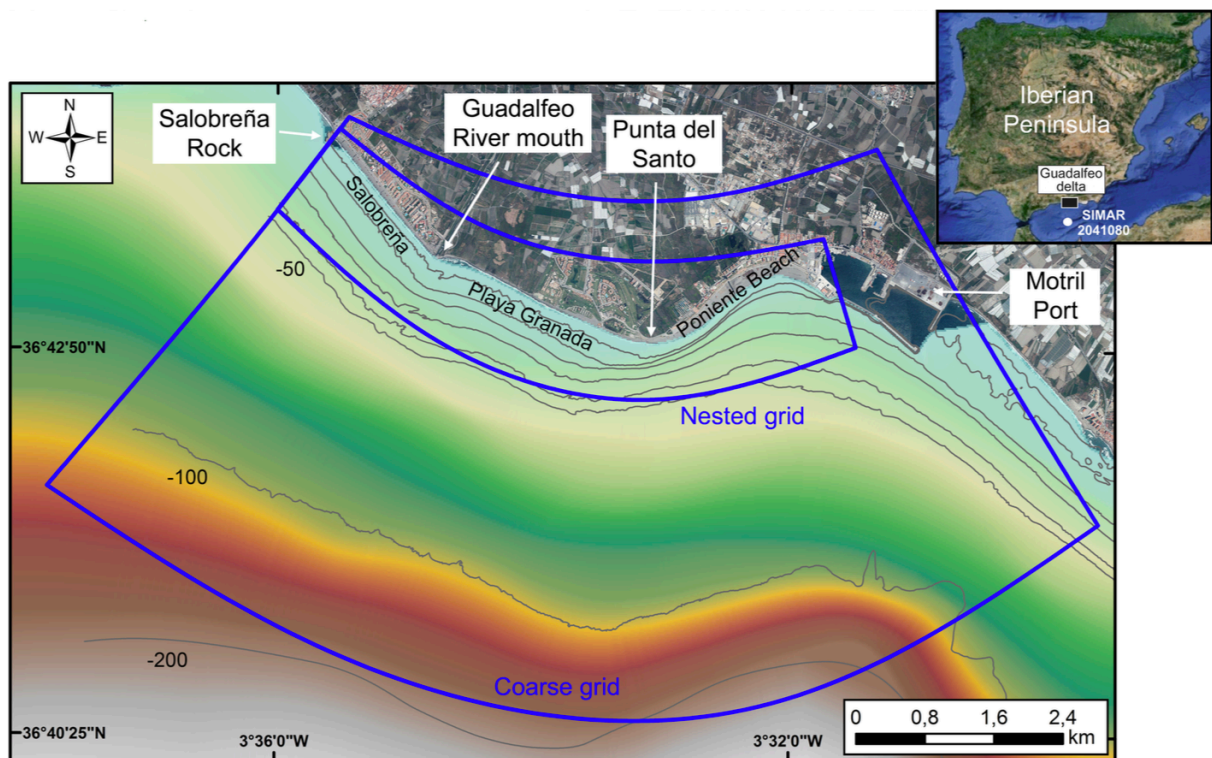 Iberian
Peninsula
Guadalfeo
delta
SIMAR
2041080
N
W E
S
Salobreña
Rock
Guadalfeo
River mouth
Punta del
Santo
Motril
Port
Salobreña
Playa Granada
Poniente Beach
-50
36°42'50"N
Nested grid
-100
-200
Coarse grid
0 0,8 1,6 2,4
km
36°40'25"N
3°36'0"W
3°32'0"W